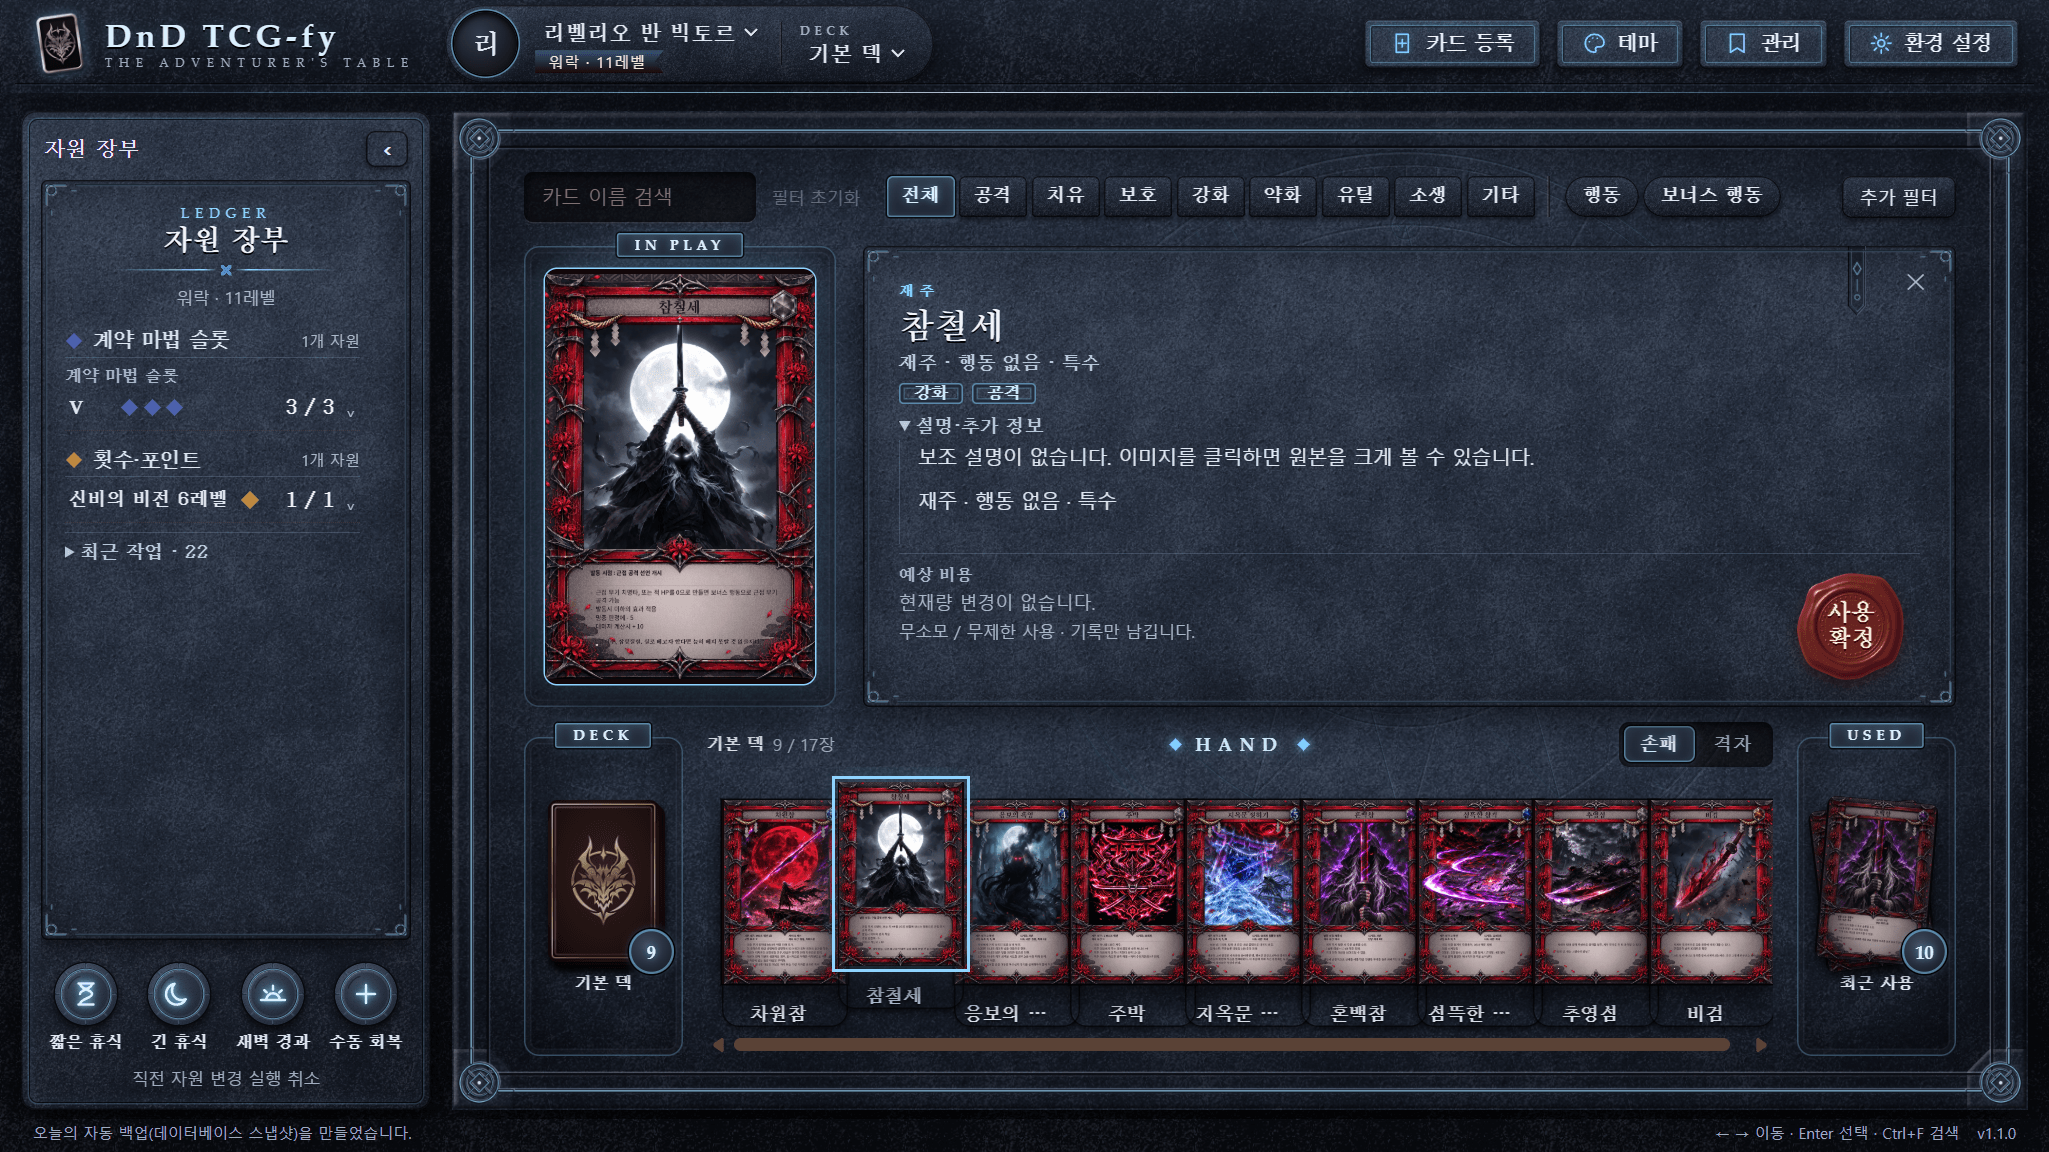 DnD TCG-fy
THE ADVENTURER'S TABLE
리
리벨리오 반 빅토르
워락 · 11레벨
DECK
기본 덱
카드 등록
테마
관리
환경 설정
자원 장부
LEDGER
자원 장부
워락 · 11레벨
계약 마법 슬롯 1개 자원
계약 마법 슬롯
V 3 / 3 v
횟수·포인트 1개 자원
신비의 비전 6레벨 1 / 1 v
최근 작업 · 22
짧은 휴식 긴 휴식 새벽 경과 수동 회복
직전 자원 변경 실행 취소
카드 이름 검색 필터 초기화 전체 공격 치유 보호 강화 약화 유틸 소생 기타 행동 보너스 행동 추가 필터
IN PLAY
참철세
발동 시점 : 근접 공격 선언 개시
재주
참철세
재주 · 행동 없음 · 특수
강화 공격
설명·추가 정보
보조 설명이 없습니다. 이미지를 클릭하면 원본을 크게 볼 수 있습니다.
재주 · 행동 없음 · 특수
예상 비용
현재량 변경이 없습니다.
무소모 / 무제한 사용 · 기록만 남깁니다.
사용
확정
DECK
9
기본 덱
기본 덱 9 / 17장
HAND
손패 격자
차원참 참철세 응보의 ··· 주박 지옥문 ··· 혼백참 섬뜩한 ··· 추영섬 비검
USED
10
최근 사용
오늘의 자동 백업(데이터베이스 스냅샷)을 만들었습니다.
← → 이동 · Enter 선택 · Ctrl+F 검색 v1.1.0